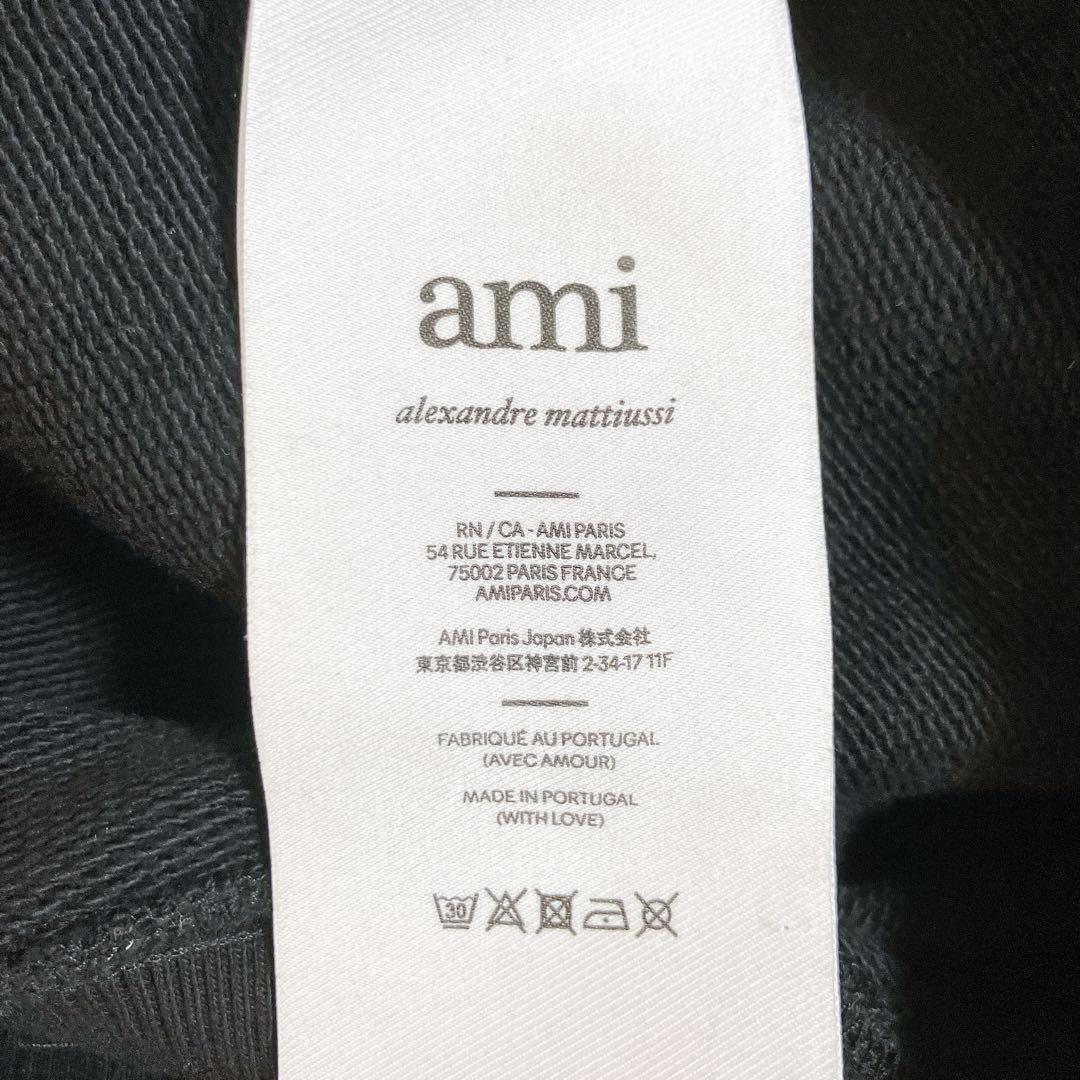 ami
alexandre mattiussi
RN / CA - AMI PARIS
54 RUE ETIENNE MARCEL,
75002 PARIS FRANCE
AMIPARIS.COM
AMI Paris Japan 株式会社
東京都渋谷区神宮前 2-34-17 11F
FABRIQUÉ AU PORTUGAL
(AVEC AMOUR)
MADE IN PORTUGAL
(WITH LOVE)
30